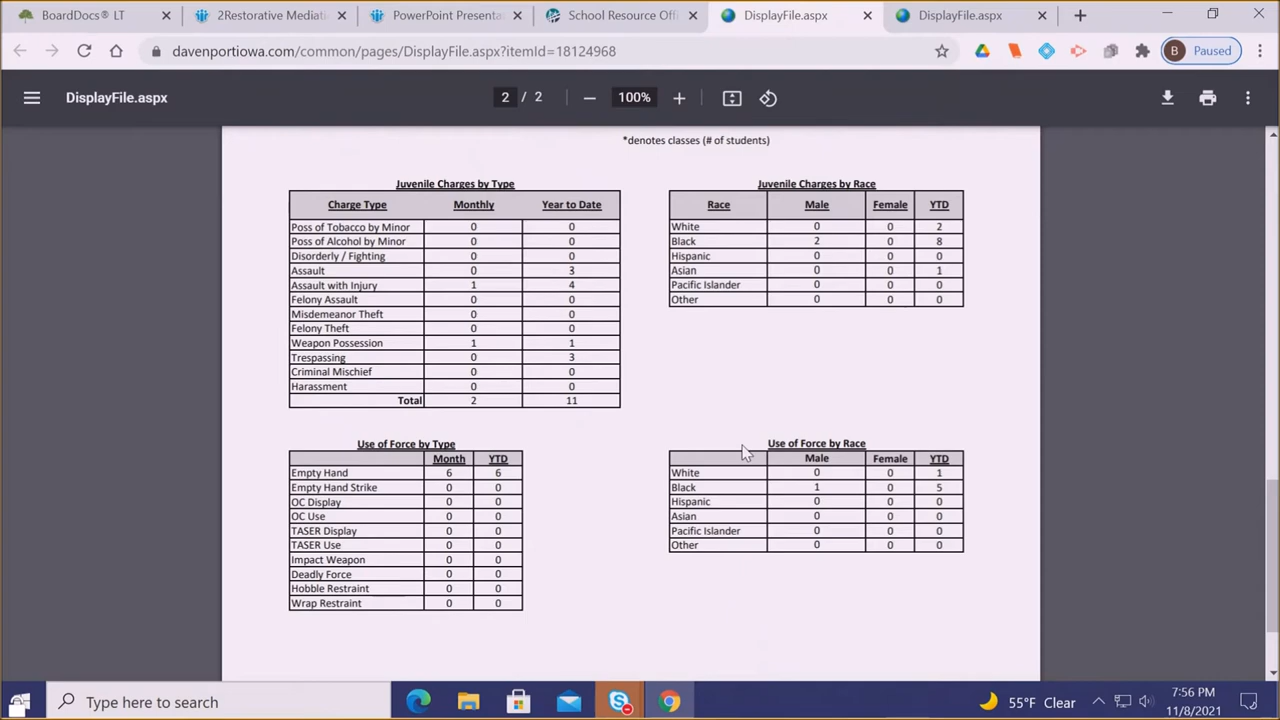 BoardDocs® LT
2Restorative Mediati
PowerPoint Presenta
School Resource Offi
DisplayFile.aspx
DisplayFile.aspx
davenportiowa.com/common/pages/DisplayFile.aspx?itemId=18124968
B Paused
DisplayFile.aspx
2 / 2
100%
*denotes classes (# of students)
Juvenile Charges by Type
Charge Type Monthly Year to Date
Poss of Tobacco by Minor 0 0
Poss of Alcohol by Minor 0 0
Disorderly / Fighting 0 0
Assault 0 3
Assault with Injury 1 4
Felony Assault 0 0
Misdemeanor Theft 0 0
Felony Theft 0 0
Weapon Possession 1 1
Trespassing 0 3
Criminal Mischief 0 0
Harassment 0 0
Total 2 11
Juvenile Charges by Race
Race Male Female YTD
White 0 0 2
Black 2 0 8
Hispanic 0 0 0
Asian 0 0 1
Pacific Islander 0 0 0
Other 0 0 0
Use of Force by Type
Month YTD
Empty Hand 6 6
Empty Hand Strike 0 0
OC Display 0 0
OC Use 0 0
TASER Display 0 0
TASER Use 0 0
Impact Weapon 0 0
Deadly Force 0 0
Hobble Restraint 0 0
Wrap Restraint 0 0
Use of Force by Race
Male Female YTD
White 0 0 1
Black 1 0 5
Hispanic 0 0 0
Asian 0 0 0
Pacific Islander 0 0 0
Other 0 0 0
Type here to search
55°F Clear
7:56 PM
11/8/2021